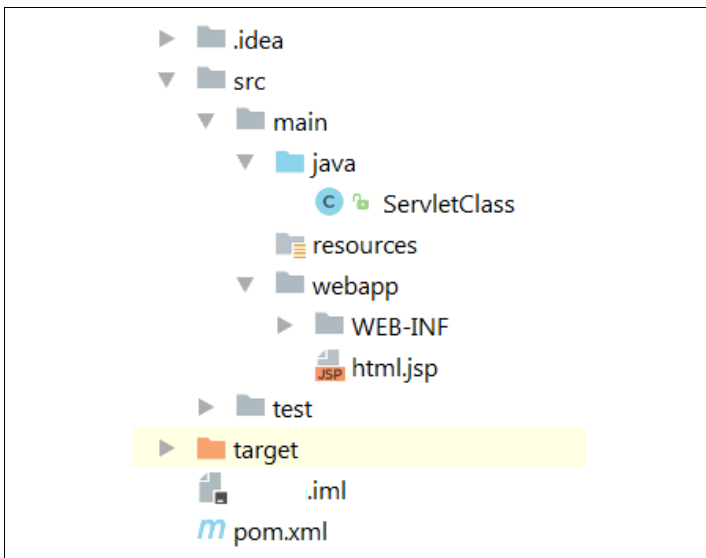 .idea
src
main
java
C ServletClass
resources
webapp
WEB-INF
JSP html.jsp
test
target
.iml
m pom.xml